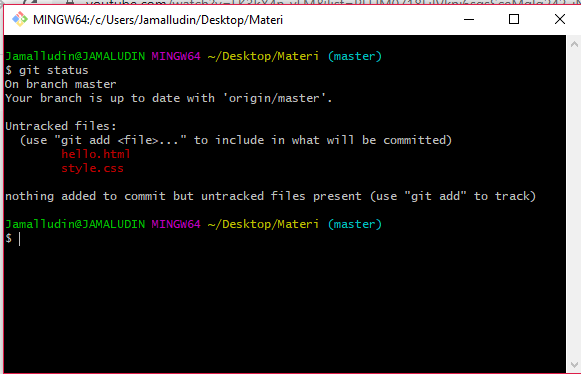 MINGW64:/c/Users/Jamalludin/Desktop/Materi
Jamalludin@JAMALUDIN MINGW64 ~/Desktop/Materi (master)
$ git status
On branch master
Your branch is up to date with 'origin/master'.
Untracked files:
  (use "git add <file>..." to include in what will be committed)
        hello.html
        style.css
nothing added to commit but untracked files present (use "git add" to track)
Jamalludin@JAMALUDIN MINGW64 ~/Desktop/Materi (master)
$